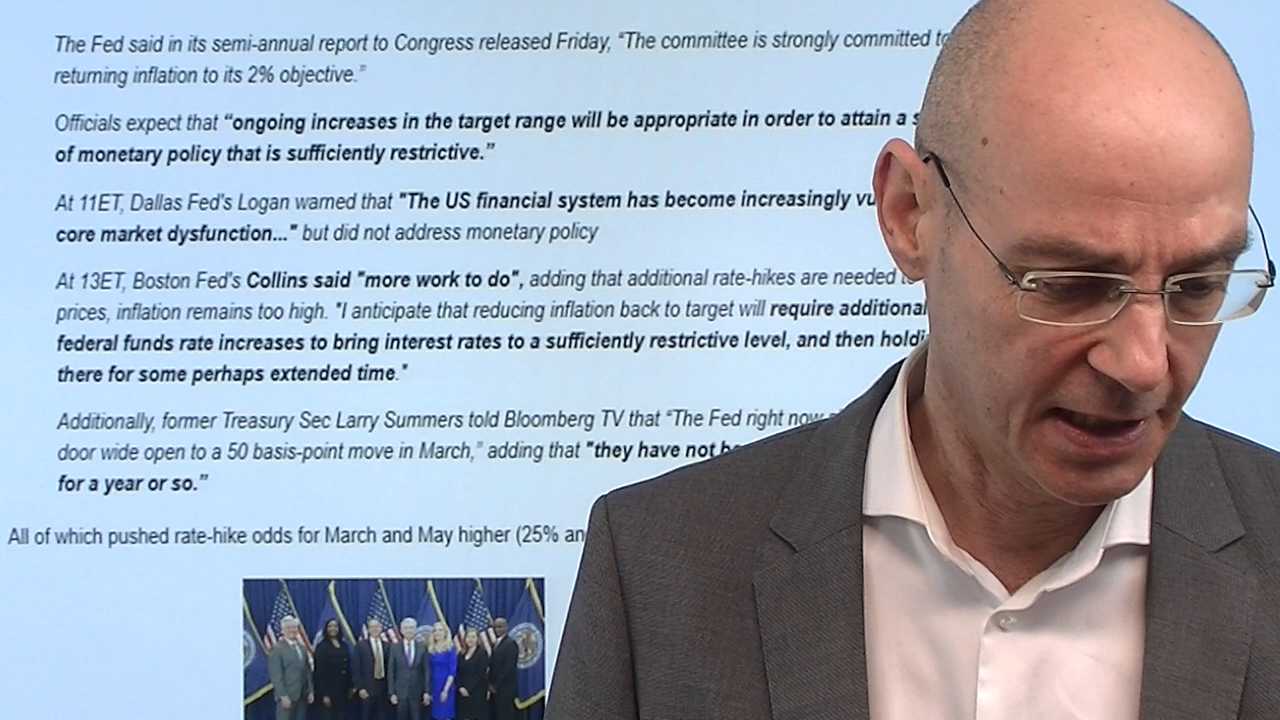 The Fed said in its semi-annual report to Congress released Friday, “The committee is strongly committed to
returning inflation to its 2% objective.”
Officials expect that “ongoing increases in the target range will be appropriate in order to attain a
of monetary policy that is sufficiently restrictive.”
At 11ET, Dallas Fed's Logan warned that "The US financial system has become increasingly
core market dysfunction..." but did not address monetary policy
At 13ET, Boston Fed's Collins said "more work to do", adding that additional rate-hikes are needed
prices, inflation remains too high. "I anticipate that reducing inflation back to target will require additional
federal funds rate increases to bring interest rates to a sufficiently restrictive level, and then
there for some perhaps extended time."
Additionally, former Treasury Sec Larry Summers told Bloomberg TV that “The Fed right now
door wide open to a 50 basis-point move in March,” adding that "they have not
for a year or so.”
All of which pushed rate-hike odds for March and May higher (25%